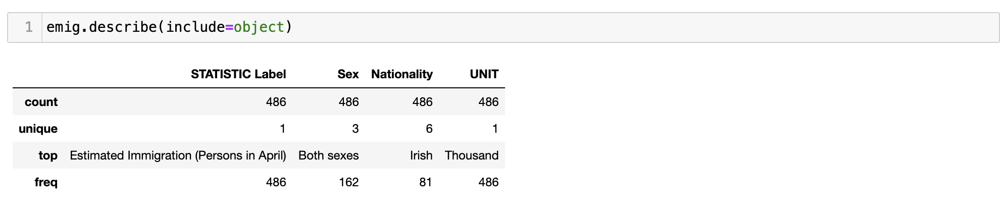 1 emig.describe(include=object)
STATISTIC Label Sex Nationality UNIT
count 486 486 486 486
unique 1 3 6 1
top Estimated Immigration (Persons in April) Both sexes Irish Thousand
freq 486 162 81 486